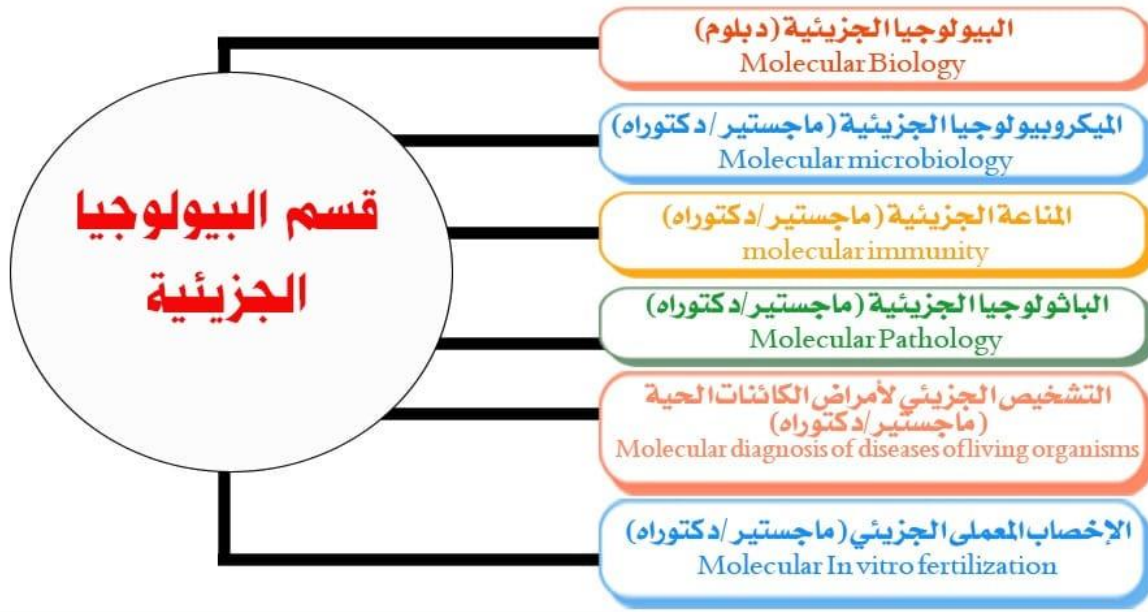 قسم البيولوجيا
الجزيئية
البيولوجيا الجزيئية (دبلوم)
Molecular Biology
الميكروبيولوجيا الجزيئية (ماجستير/دكتوراه)
Molecular microbiology
المناعة الجزيئية (ماجستير/دكتوراه)
molecular immunity
الباثولوجيا الجزيئية (ماجستير/دكتوراه)
Molecular Pathology
التشخيص الجزيئي لأمراض الكائنات الحية
(ماجستير/دكتوراه)
Molecular diagnosis of diseases of living organisms
الإخصاب المعملى الجزيئي (ماجستير/دكتوراه)
Molecular In vitro fertilization